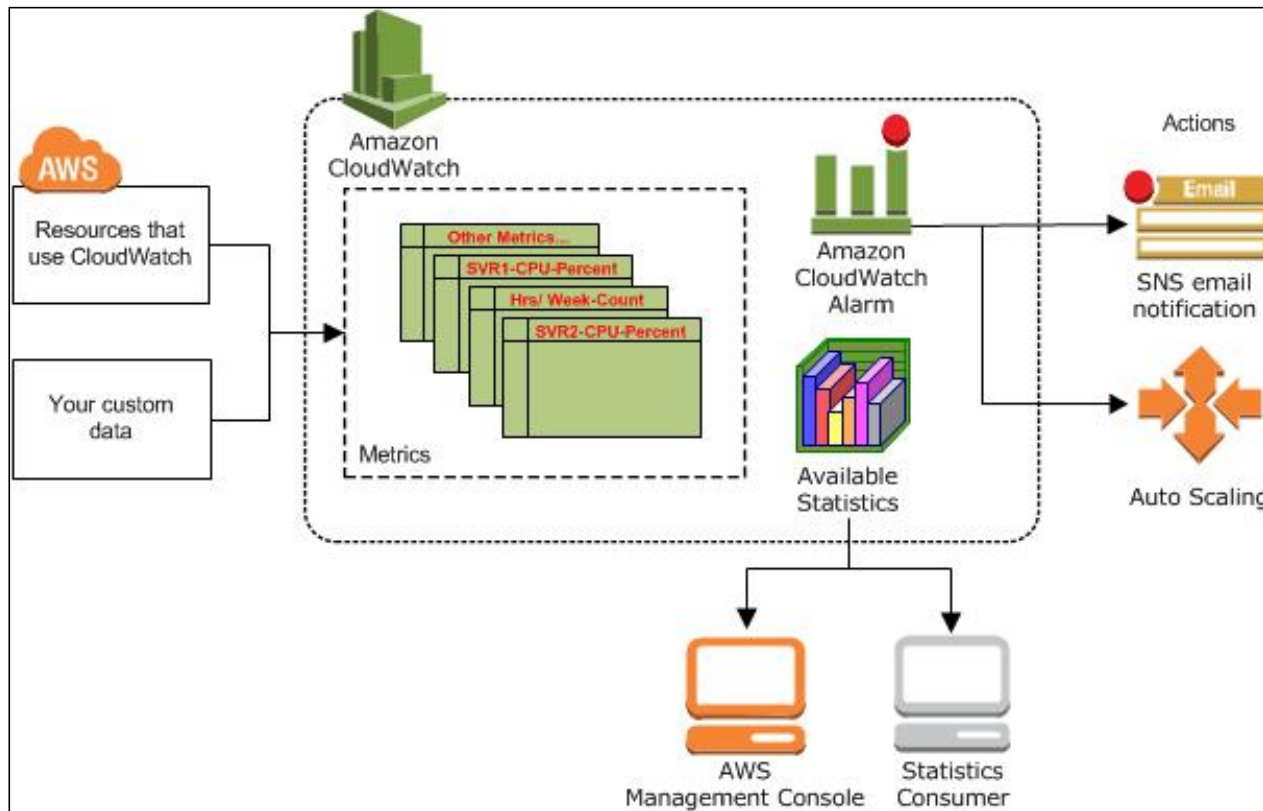 Amazon
CloudWatch
AWS
Resources that
use CloudWatch
Your custom
data
Other Metrics...
SVR1-CPU-Percent
Hrs/ Week-Count
SVR2-CPU-Percent
Metrics
Amazon
CloudWatch
Alarm
Available
Statistics
Actions
Email
SNS email
notification
Auto Scaling
AWS
Management Console
Statistics
Consumer